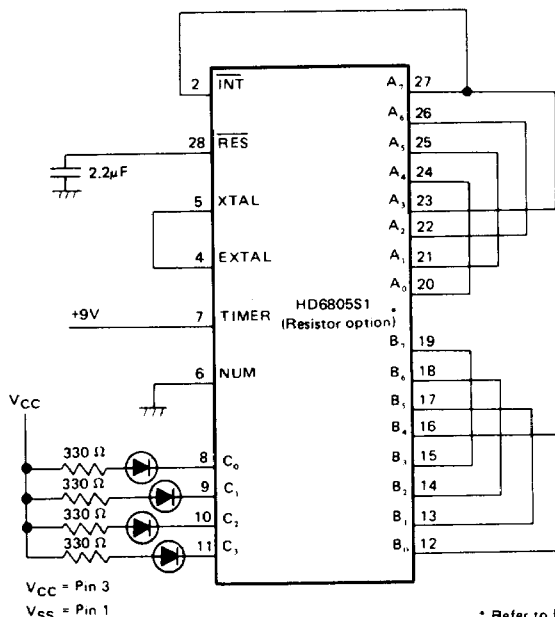 2 INT A₇ 27
A₆ 26
28 RES A₅ 25
2.2μF A₄ 24
5 XTAL A₃ 23
A₂ 22
4 EXTAL A₁ 21
A₀ 20
HD6805S1
(Resistor option)*
+9V 7 TIMER
B₇ 19
6 NUM B₆ 18
B₅ 17
VCC B₄ 16
330 Ω 8 C₀ B₃ 15
330 Ω 9 C₁ B₂ 14
330 Ω 10 C₂ B₁ 13
330 Ω 11 C₃ B₀ 12
VCC = Pin 3
VSS = Pin 1
* Refer to